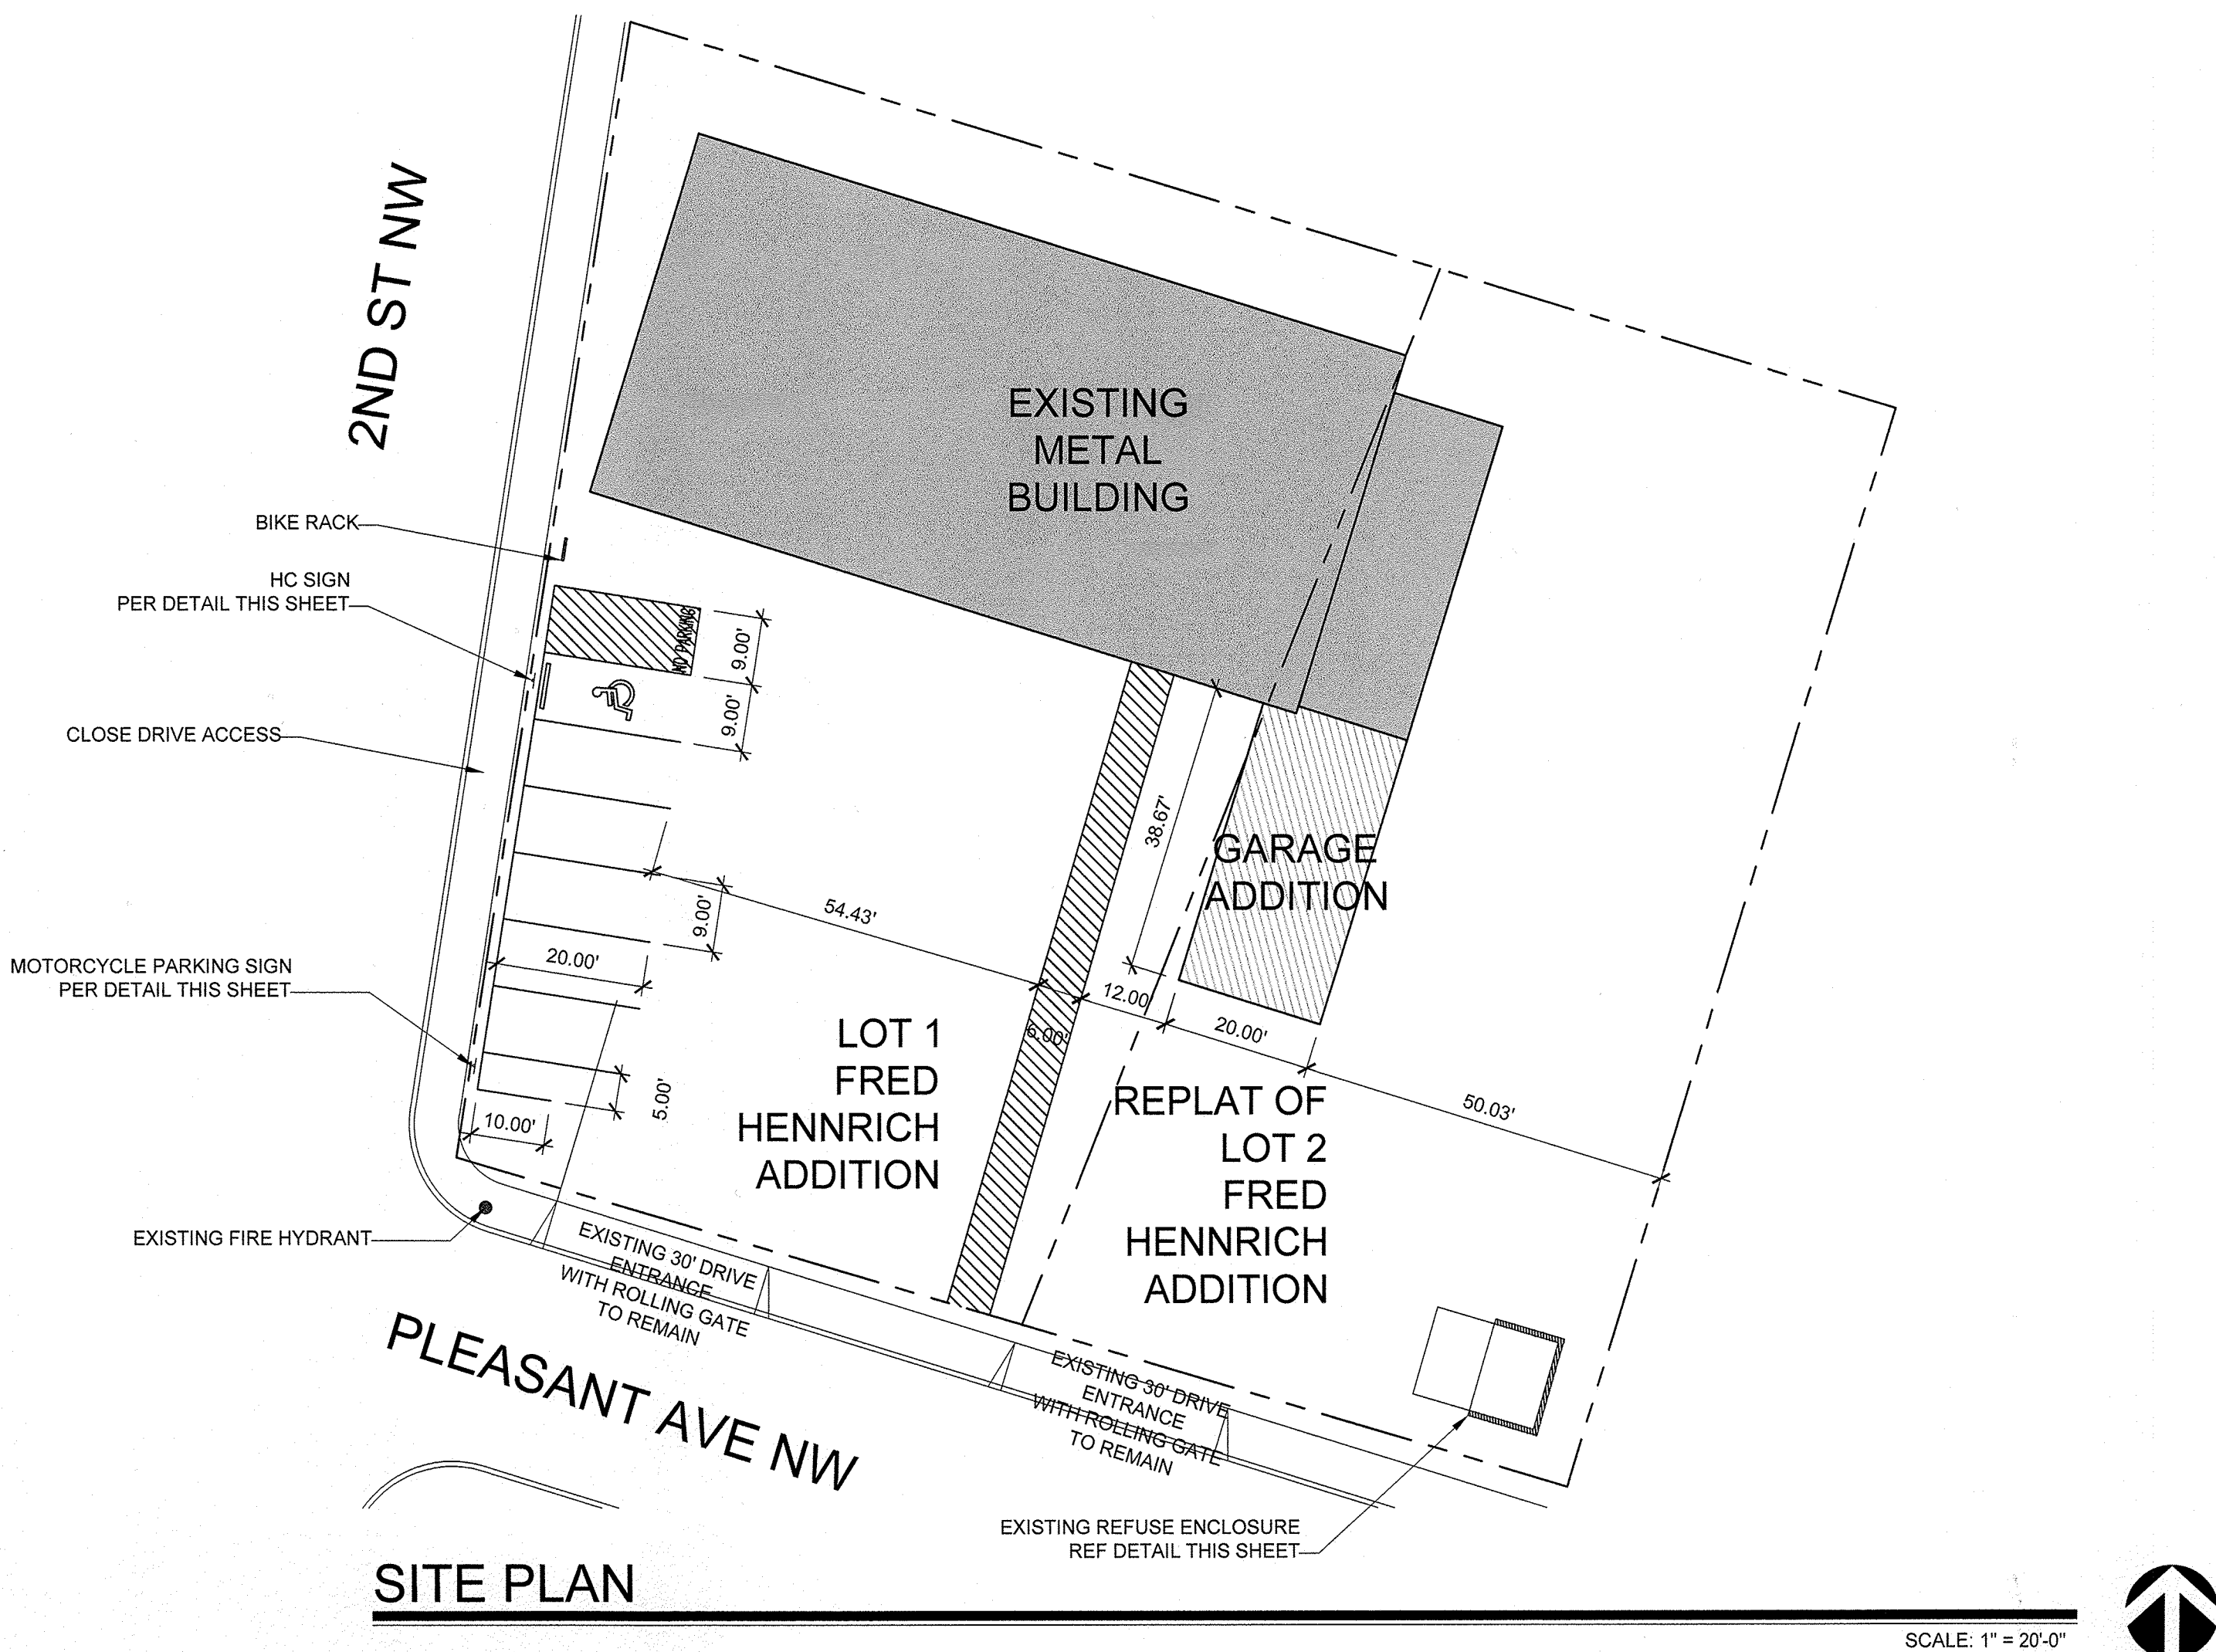 2ND ST NW
EXISTING
METAL
BUILDING
BIKE RACK
HC SIGN
PER DETAIL THIS SHEET
NO PARKING
9.00'
9.00'
CLOSE DRIVE ACCESS
38.67'
GARAGE
ADDITION
54.43'
9.00'
20.00'
MOTORCYCLE PARKING SIGN
PER DETAIL THIS SHEET
12.00'
6.00'
20.00'
LOT 1
FRED
HENNRICH
ADDITION
5.00'
10.00'
50.03'
REPLAT OF
LOT 2
FRED
HENNRICH
ADDITION
EXISTING FIRE HYDRANT
EXISTING 30' DRIVE
ENTRANCE
WITH ROLLING GATE
TO REMAIN
EXISTING 30' DRIVE
ENTRANCE
WITH ROLLING GATE
TO REMAIN
PLEASANT AVE NW
EXISTING REFUSE ENCLOSURE
REF DETAIL THIS SHEET
SITE PLAN
SCALE: 1" = 20'-0"